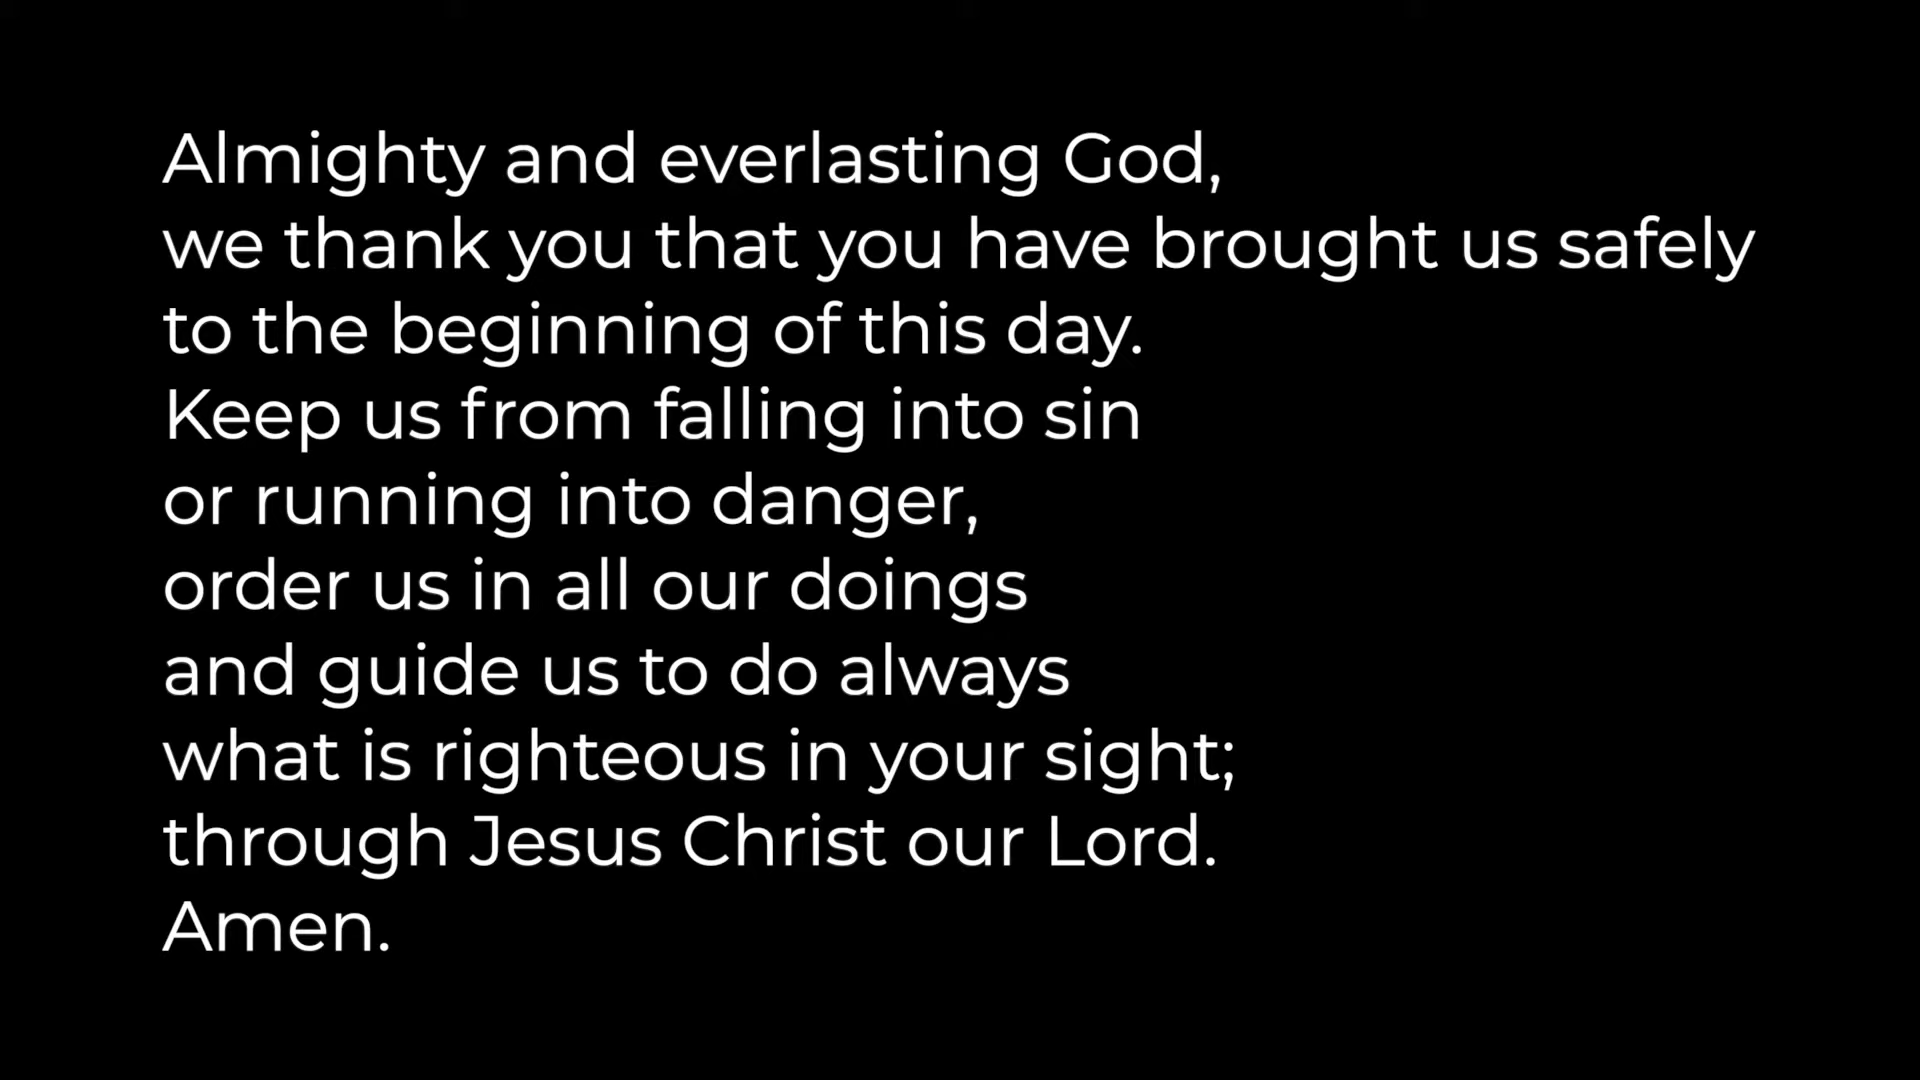 Almighty and everlasting God,
we thank you that you have brought us safely
to the beginning of this day.
Keep us from falling into sin
or running into danger,
order us in all our doings
and guide us to do always
what is righteous in your sight;
through Jesus Christ our Lord.
Amen.